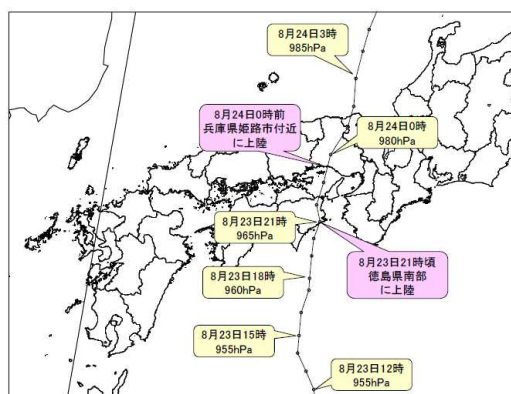 8月24日3時
985hPa
8月24日0時前
兵庫県姫路市付近
に上陸
8月24日0時
980hPa
8月23日21時
965hPa
8月23日21時頃
徳島県南部
に上陸
8月23日18時
960hPa
8月23日15時
955hPa
8月23日12時
955hPa